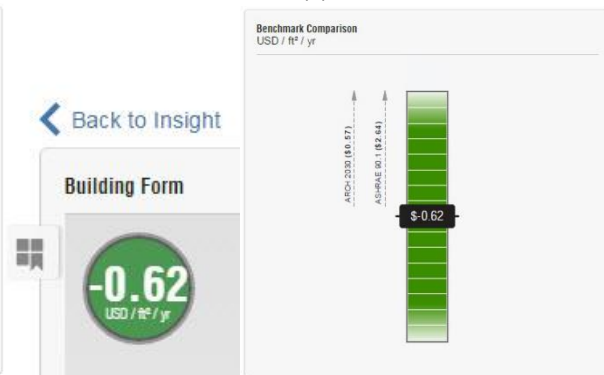 Back to Insight
Building Form
-0.62
USD / ft² / yr
Benchmark Comparison
USD / ft² / yr
ARCH 2030 ($0.57)
ASHRAE 90.1 ($2.64)
$-0.62